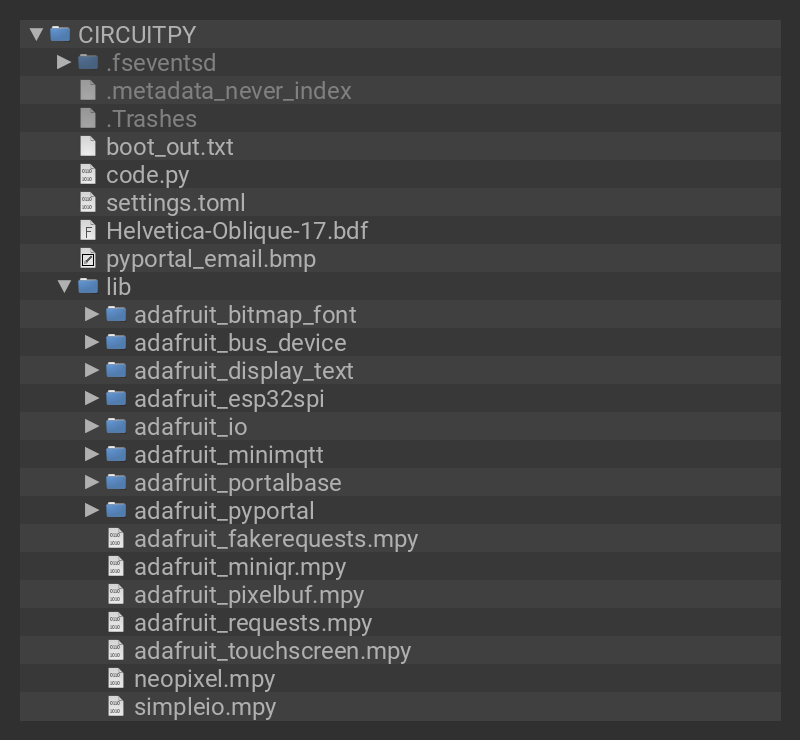 CIRCUITPY
.fseventsd
.metadata_never_index
.Trashes
boot_out.txt
code.py
settings.toml
Helvetica-Oblique-17.bdf
pyportal_email.bmp
lib
adafruit_bitmap_font
adafruit_bus_device
adafruit_display_text
adafruit_esp32spi
adafruit_io
adafruit_minimqtt
adafruit_portalbase
adafruit_pyportal
adafruit_fakerequests.mpy
adafruit_miniqr.mpy
adafruit_pixelbuf.mpy
adafruit_requests.mpy
adafruit_touchscreen.mpy
neopixel.mpy
simpleio.mpy